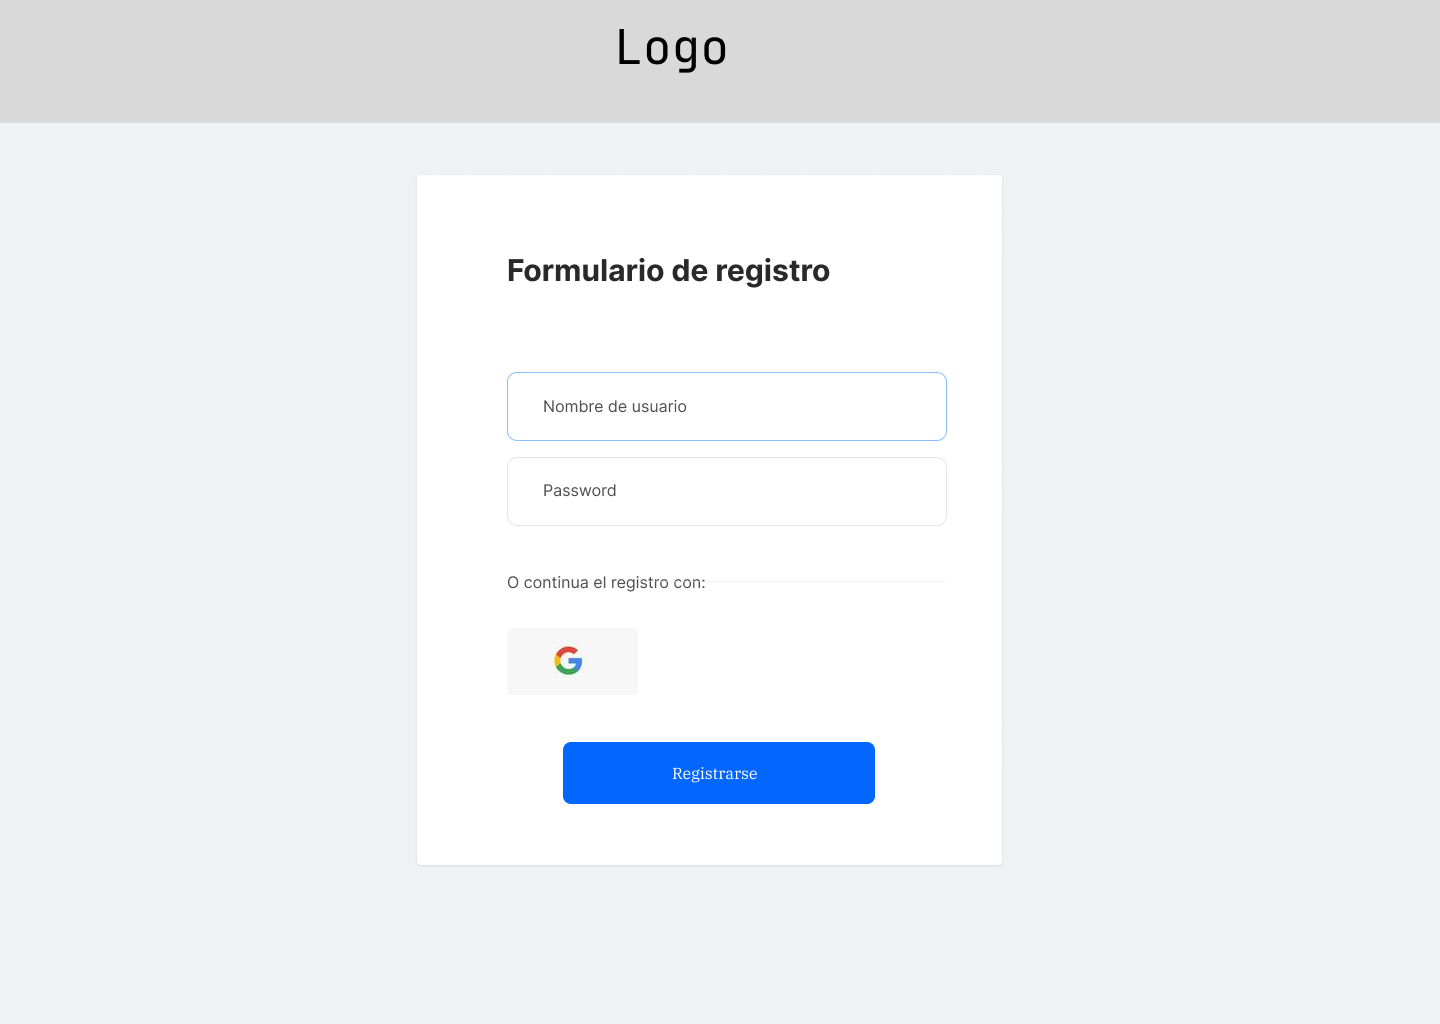 Logo
Formulario de registro
Nombre de usuario
Password
O continua el registro con:
Registrarse